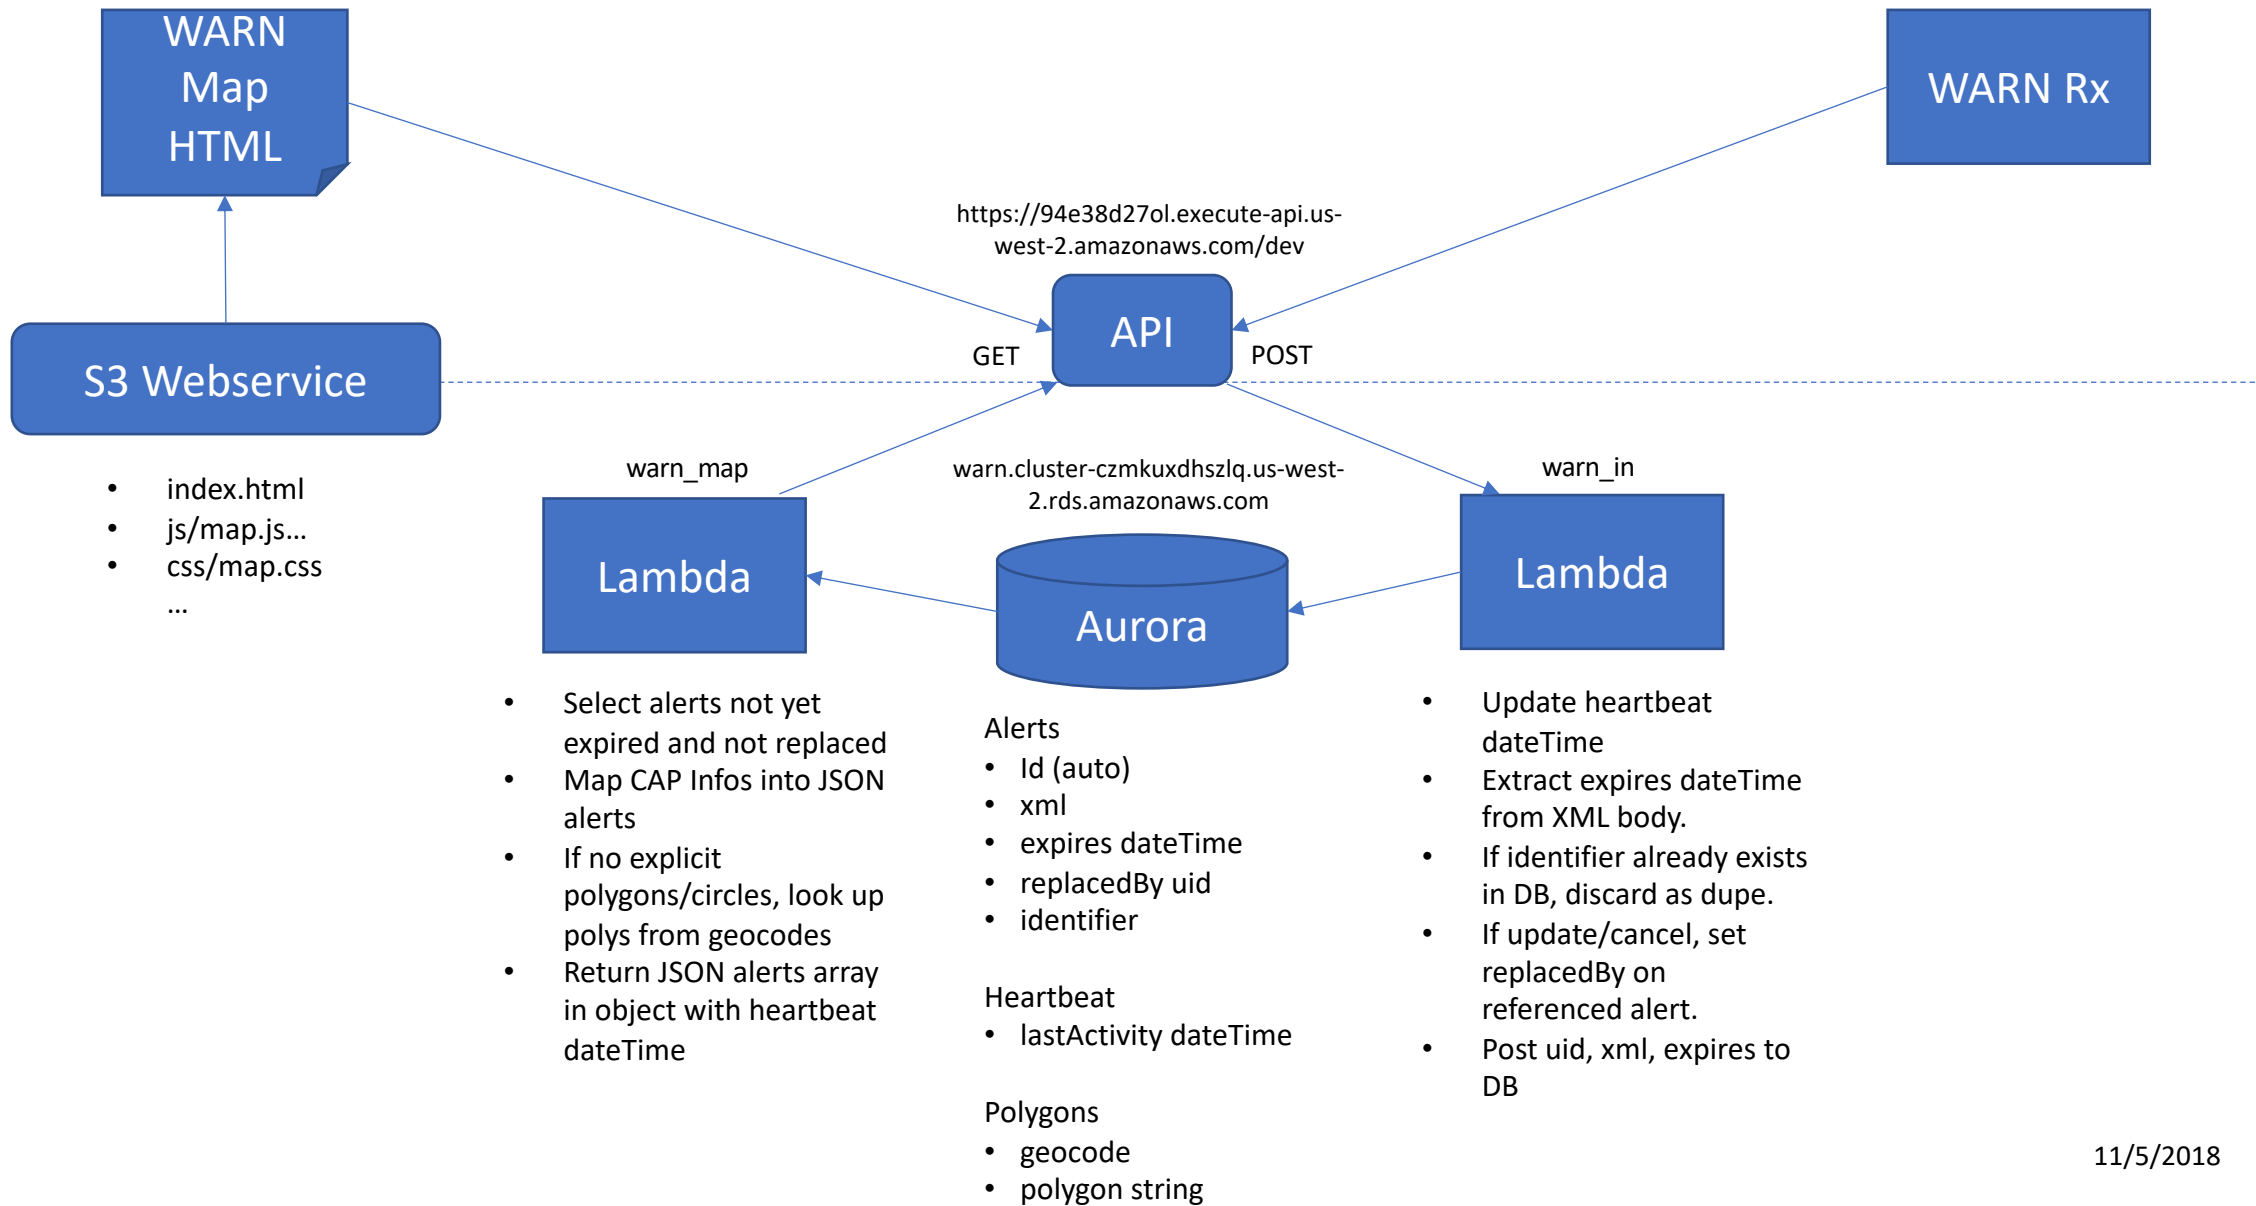 WARN
Map
HTML
WARN Rx
https://94e38d27ol.execute-api.us-
west-2.amazonaws.com/dev
API
GET
POST
S3 Webservice
• index.html
• js/map.js…
• css/map.css
…
warn_map
warn.cluster-czmkuxdhszlq.us-west-
2.rds.amazonaws.com
warn_in
Lambda
Aurora
Lambda
• Select alerts not yet
expired and not replaced
• Map CAP Infos into JSON
alerts
• If no explicit
polygons/circles, look up
polys from geocodes
• Return JSON alerts array
in object with heartbeat
dateTime
Alerts
• Id (auto)
• xml
• expires dateTime
• replacedBy uid
• identifier
Heartbeat
• lastActivity dateTime
Polygons
• geocode
• polygon string
• Update heartbeat
dateTime
• Extract expires dateTime
from XML body.
• If identifier already exists
in DB, discard as dupe.
• If update/cancel, set
replacedBy on
referenced alert.
• Post uid, xml, expires to
DB
11/5/2018